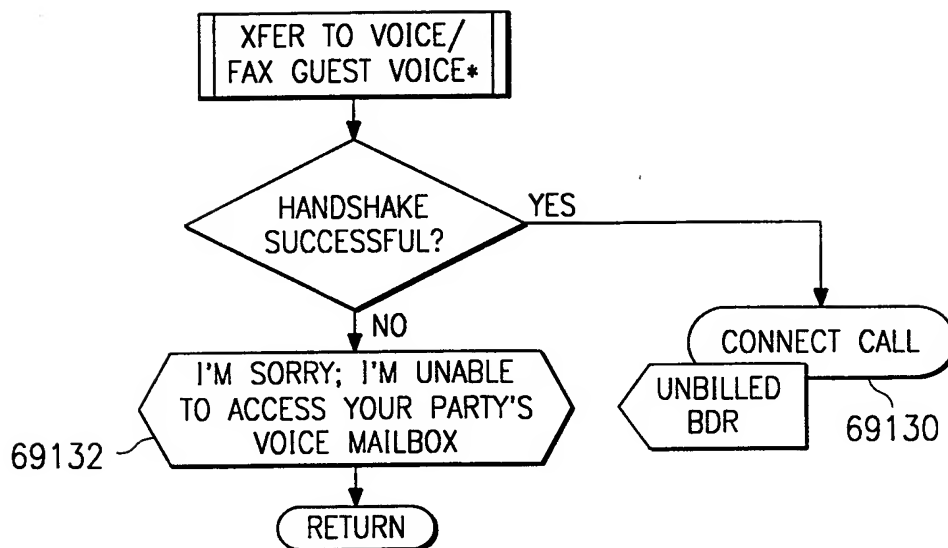 XFER TO VOICE/
FAX GUEST VOICE*
HANDSHAKE
SUCCESSFUL?
YES
NO
CONNECT CALL
UNBILLED
BDR
69130
I'M SORRY; I'M UNABLE
TO ACCESS YOUR PARTY'S
VOICE MAILBOX
69132
RETURN